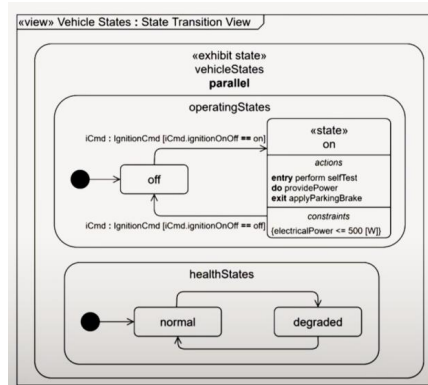 «view» Vehicle States : State Transition View
«exhibit state»
vehicleStates
parallel
operatingStates
iCmd : IgnitionCmd [iCmd.ignitionOnOff == on]
off
«state»
on
actions
entry perform selfTest
do providePower
exit applyParkingBrake
constraints
{electricalPower <= 500 [W]}
iCmd : IgnitionCmd [iCmd.ignitionOnOff == off]
healthStates
normal
degraded